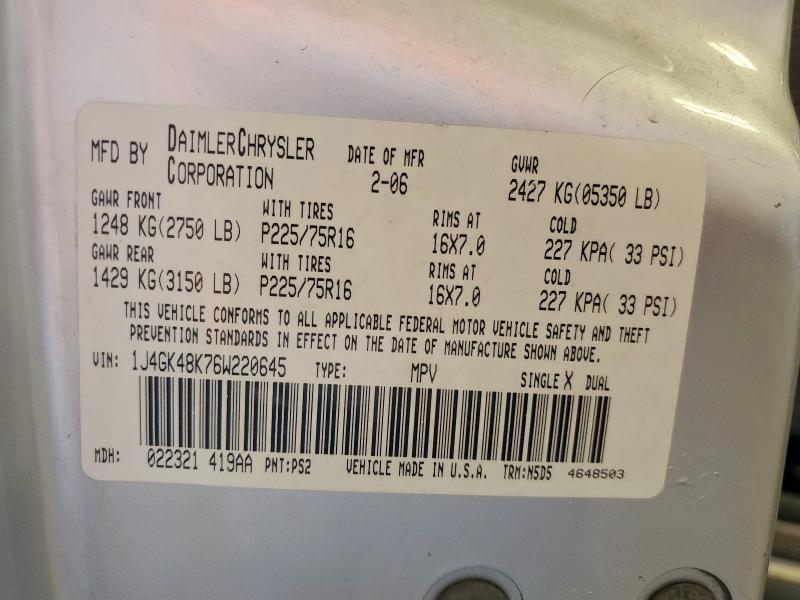 MFD BY DAIMLERCHRYSLER CORPORATION DATE OF MFR 2-06 GVWR 2427 KG(05350 LB)
GAWR FRONT WITH TIRES RIMS AT COLD
1248 KG(2750 LB) P225/75R16 16X7.0 227 KPA( 33 PSI)
GAWR REAR WITH TIRES RIMS AT COLD
1429 KG(3150 LB) P225/75R16 16X7.0 227 KPA( 33 PSI)
THIS VEHICLE CONFORMS TO ALL APPLICABLE FEDERAL MOTOR VEHICLE SAFETY AND THEFT
PREVENTION STANDARDS IN EFFECT ON THE DATE OF MANUFACTURE SHOWN ABOVE.
VIN: 1J4GK48K76W220645 TYPE: MPV SINGLE X DUAL
MDH: 022321 419AA PNT:PS2 VEHICLE MADE IN U.S.A. TRM:N5D5 4648503